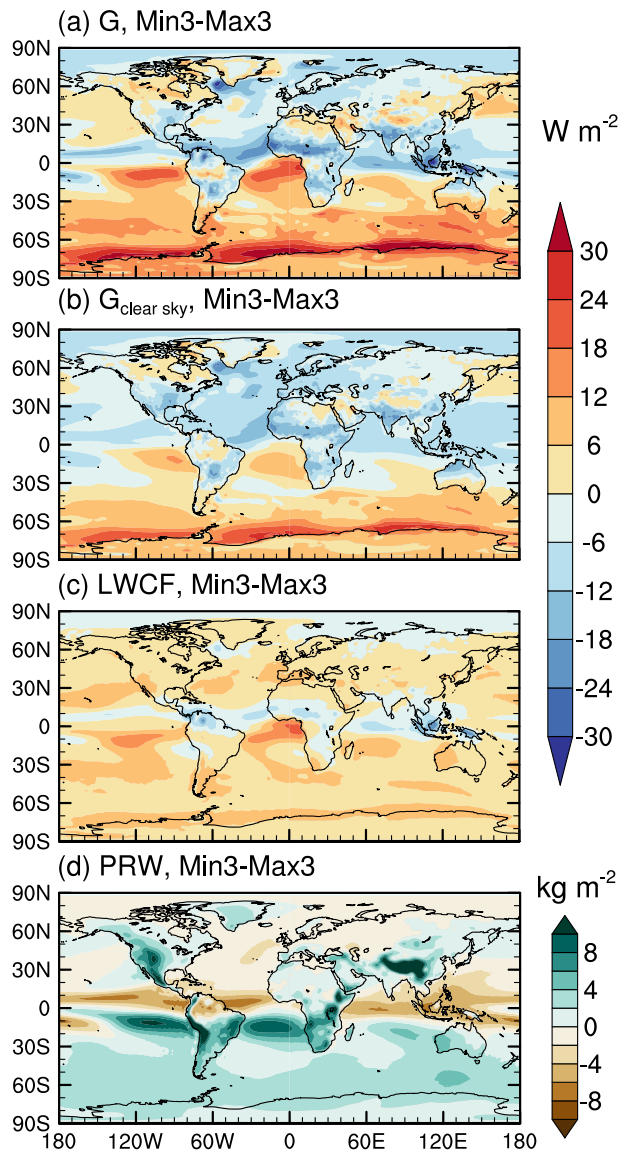 (a) G, Min3-Max3
90N
60N
30N
0
30S
60S
90S
(b) Gclear sky, Min3-Max3
90N
60N
30N
0
30S
60S
90S
(c) LWCF, Min3-Max3
90N
60N
30N
0
30S
60S
90S
(d) PRW, Min3-Max3
90N
60N
30N
0
30S
60S
90S
180 120W 60W 0 60E 120E 180
W m-2
30
24
18
12
6
0
-6
-12
-18
-24
-30
kg m-2
8
4
0
-4
-8